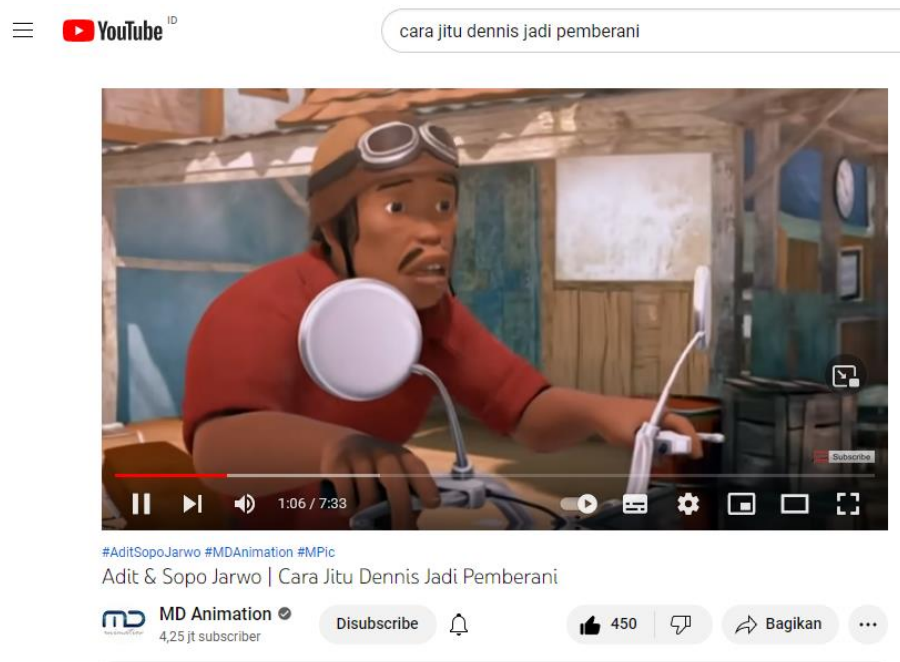 YouTube ID
cara jitu dennis jadi pemberani
Subscribe
1:06 / 7:33
#AditSopoJarwo #MDAnimation #MPic
Adit & Sopo Jarwo | Cara Jitu Dennis Jadi Pemberani
MD Animation
4,25 jt subscriber
Disubscribe
450
Bagikan